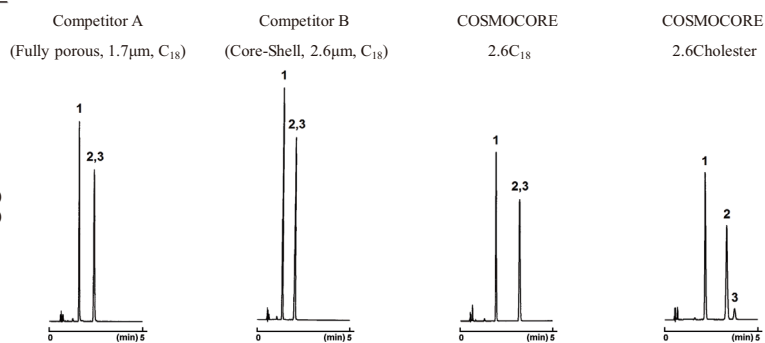 Competitor A
(Fully porous, 1.7μm, C₁₈)
1
2,3
0 (min) 5
Competitor B
(Core-Shell, 2.6μm, C₁₈)
1
2,3
0 (min) 5
COSMOCORE
2.6C₁₈
1
2,3
0 (min) 5
COSMOCORE
2.6Cholester
1
2
3
0 (min) 5